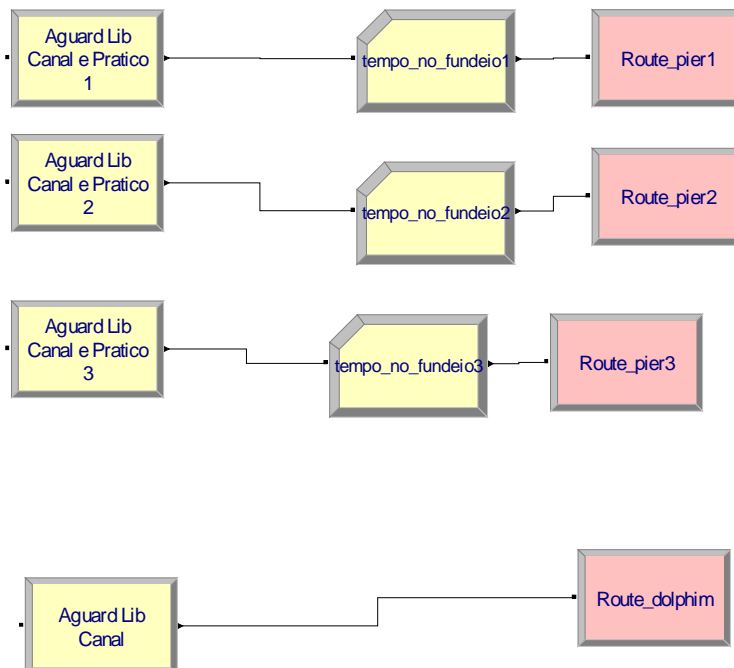 Aguard Lib
Canal e Pratico
1
tempo_no_fundeio1
Route_pier1
Aguard Lib
Canal e Pratico
2
tempo_no_fundeio2
Route_pier2
Aguard Lib
Canal e Pratico
3
tempo_no_fundeio3
Route_pier3
Aguard Lib
Canal
Route_dolphim